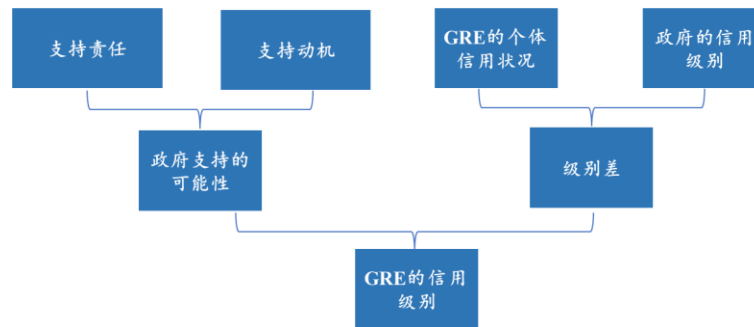 支持责任
支持动机
GRE的个体
信用状况
政府的信用
级别
政府支持的
可能性
级别差
GRE的信用
级别